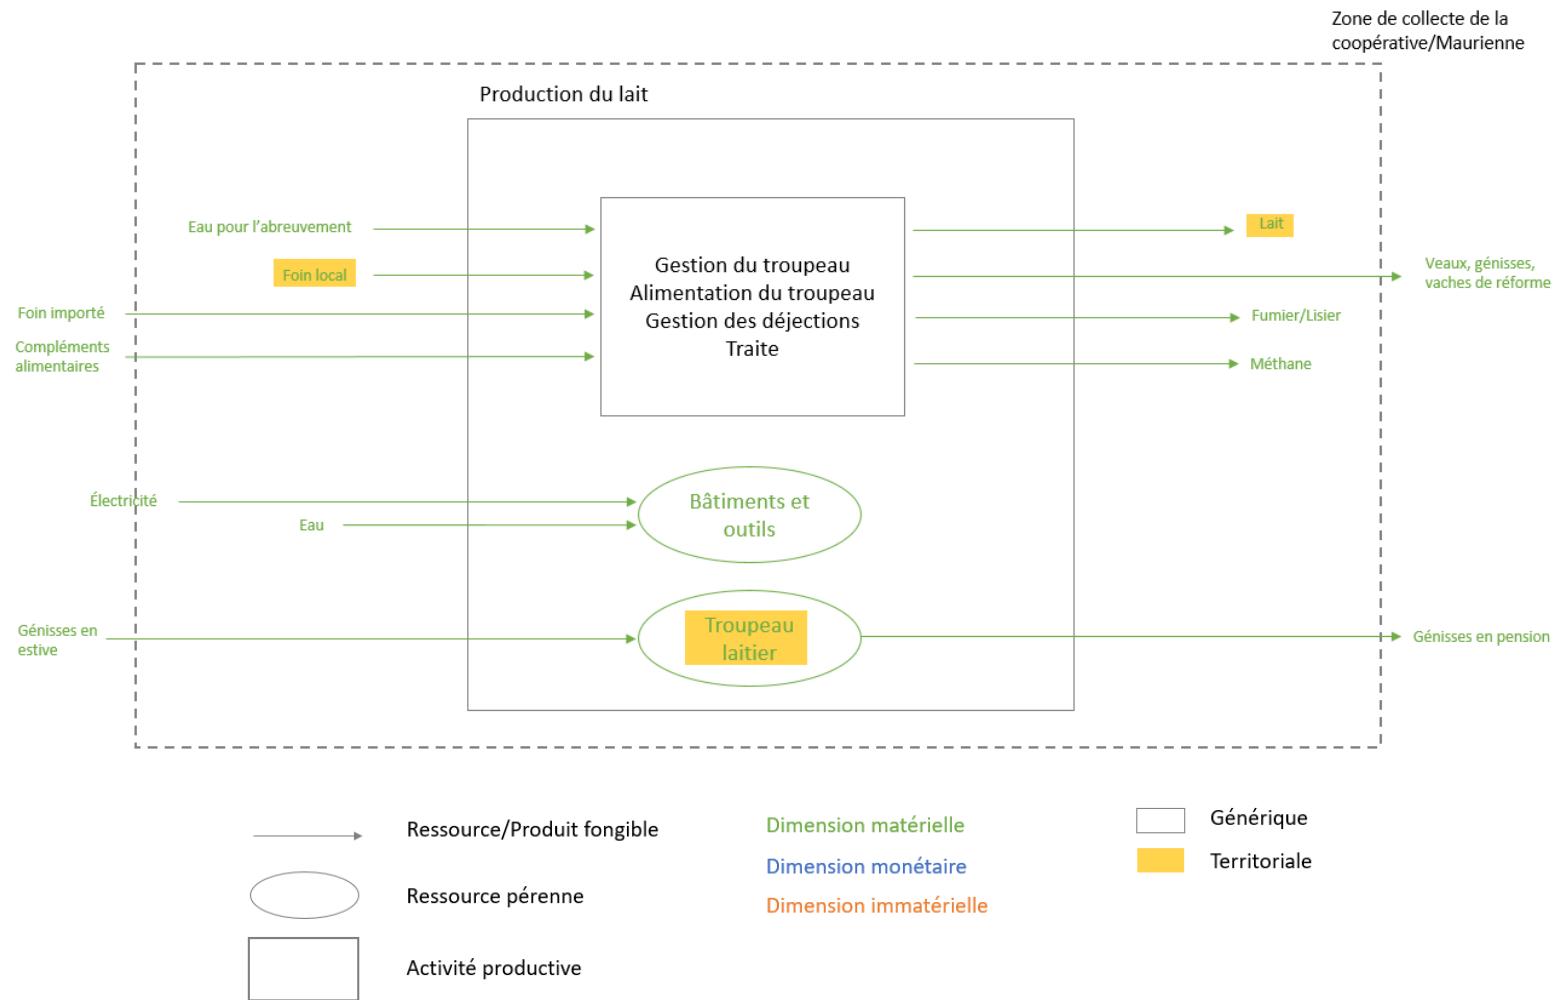 Zone de collecte de la
coopérative/Maurienne
Production du lait
Eau pour l'abreuvement
Foin local
Foin importé
Compléments
alimentaires
Gestion du troupeau
Alimentation du troupeau
Gestion des déjections
Traite
Lait
Veaux, génisses,
vaches de réforme
Fumier/Lisier
Méthane
Électricité
Eau
Bâtiments et
outils
Génisses en
estive
Troupeau
laitier
Génisses en pension
Ressource/Produit fongible
Ressource pérenne
Activité productive
Dimension matérielle
Dimension monétaire
Dimension immatérielle
Générique
Territoriale